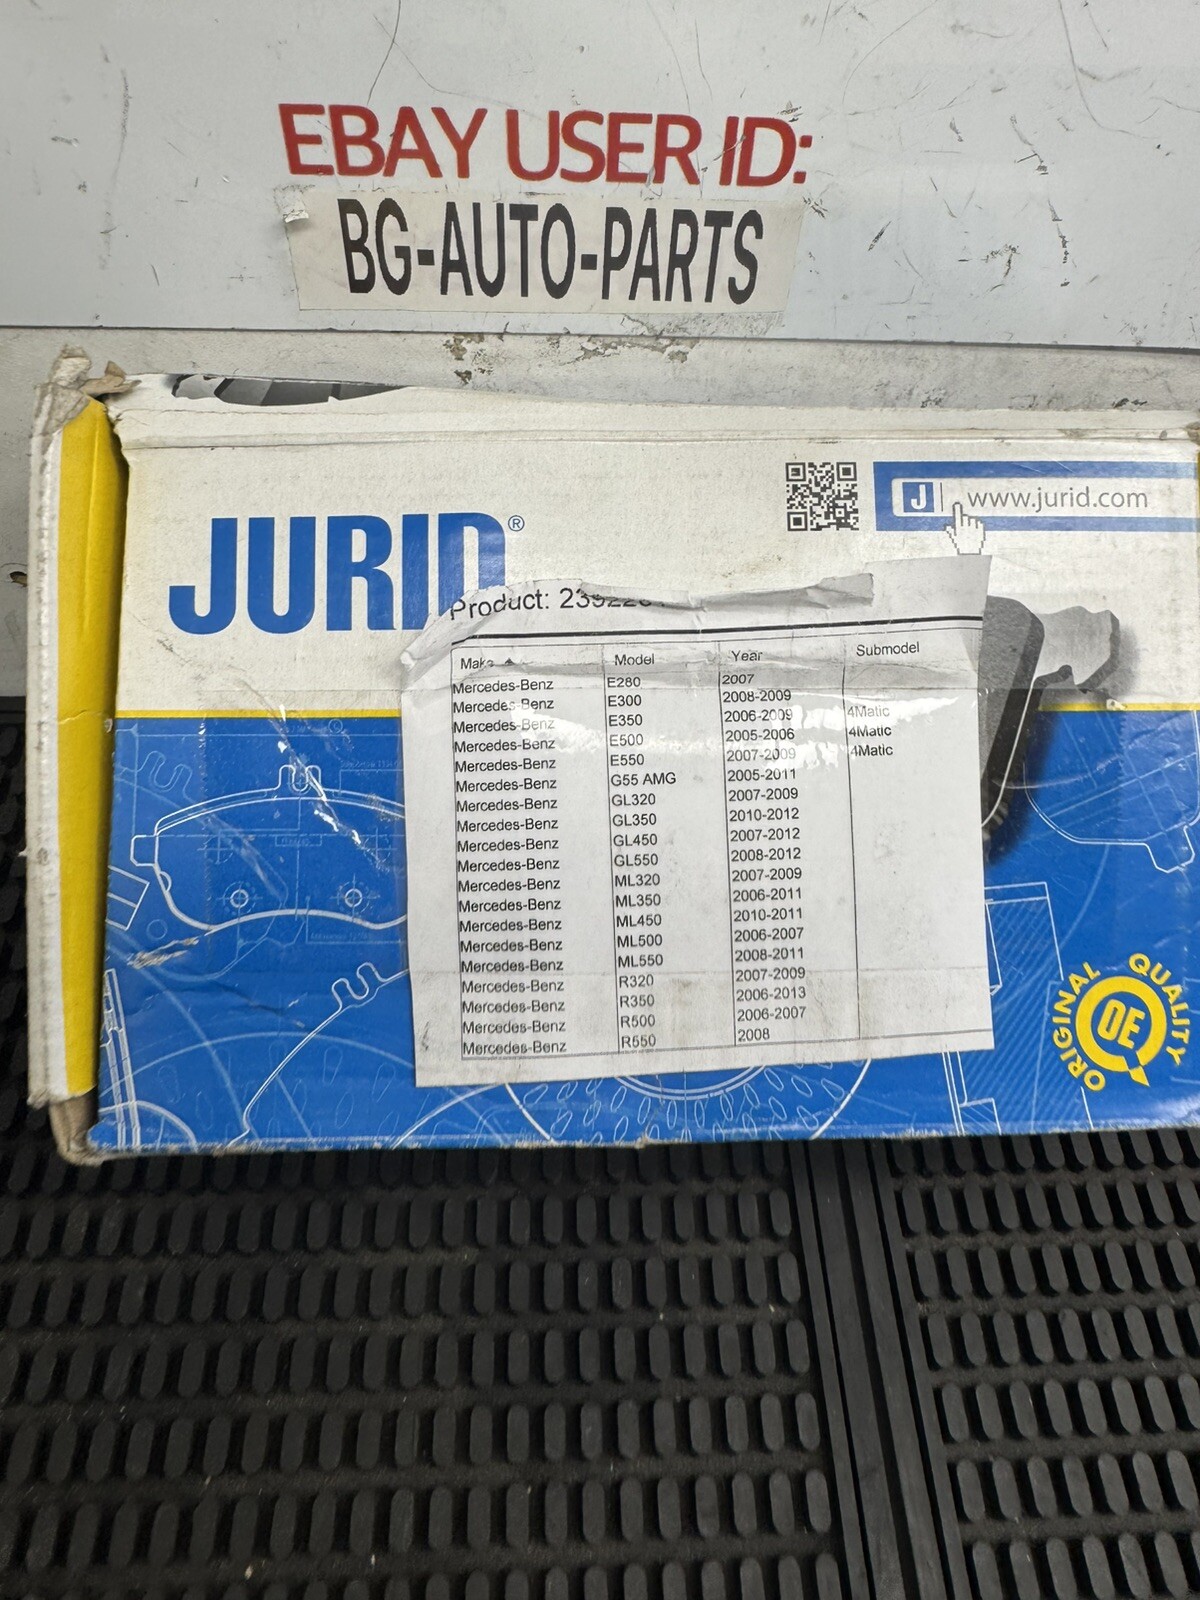 EBAY USER ID:
BG-AUTO-PARTS
JURID®
J www.jurid.com
Product:
Make Model Year Submodel
Mercedes-Benz E280 2007
Mercedes-Benz E300 2008-2009
Mercedes-Benz E350 2006-2009 4Matic
Mercedes-Benz E500 2005-2006 4Matic
Mercedes-Benz E550 2007-2009 4Matic
Mercedes-Benz G55 AMG 2005-2011
Mercedes-Benz GL320 2007-2009
Mercedes-Benz GL350 2010-2012
Mercedes-Benz GL450 2007-2012
Mercedes-Benz GL550 2008-2012
Mercedes-Benz ML320 2007-2009
Mercedes-Benz ML350 2006-2011
Mercedes-Benz ML450 2010-2011
Mercedes-Benz ML500 2006-2007
Mercedes-Benz ML550 2008-2011
Mercedes-Benz R320 2007-2009
Mercedes-Benz R350 2006-2013
Mercedes-Benz R500 2006-2007
Mercedes-Benz R550 2008
ORIGINAL QUALITY
OE